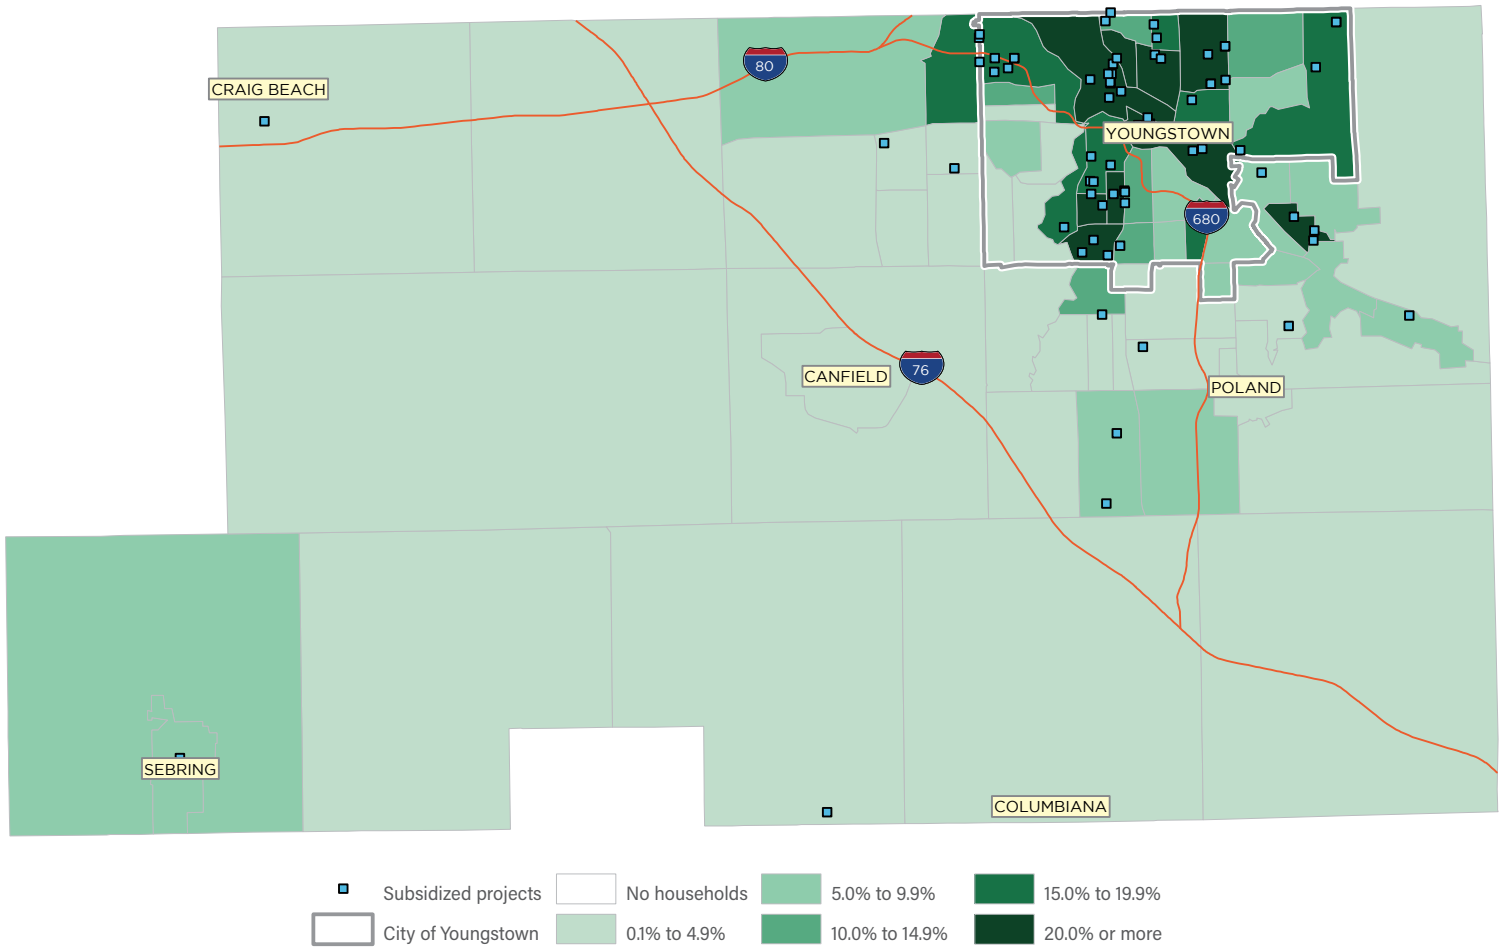 80
CRAIG BEACH
YOUNGSTOWN
680
76
CANFIELD
POLAND
SEBRING
COLUMBIANA
Subsidized projects
No households
5.0% to 9.9%
15.0% to 19.9%
City of Youngstown
0.1% to 4.9%
10.0% to 14.9%
20.0% or more